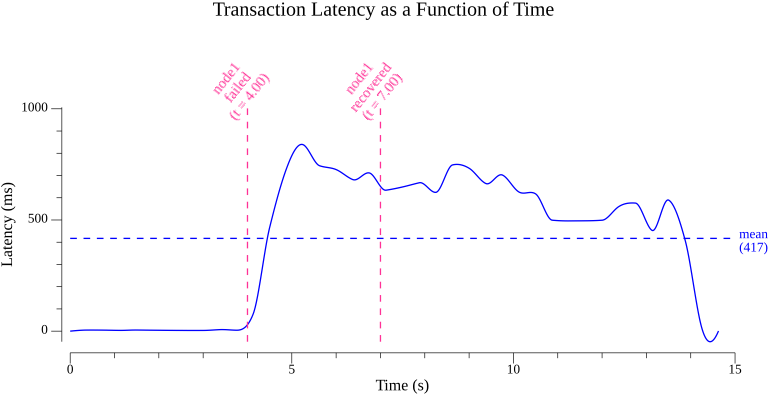 Transaction Latency as a Function of Time
node1
failed
(t = 4.00)
node1
recovered
(t = 7.00)
1000
500
0
Latency (ms)
mean
(417)
0
5
10
15
Time (s)